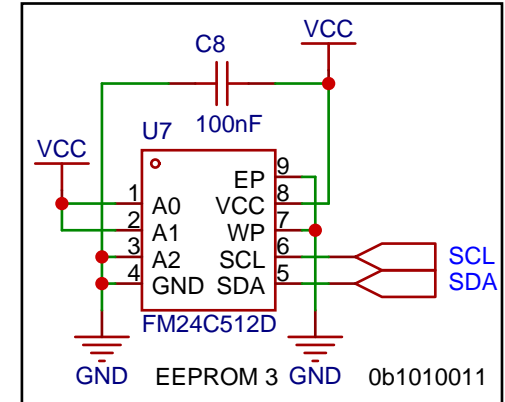 VCC
C8
100nF
U7
VCC
9
EP
1
A0
VCC
8
2
A1
WP
7
3
A2
SCL
6
SCL
4
GND
SDA
5
SDA
FM24C512D
GND
EEPROM 3
GND
0b1010011